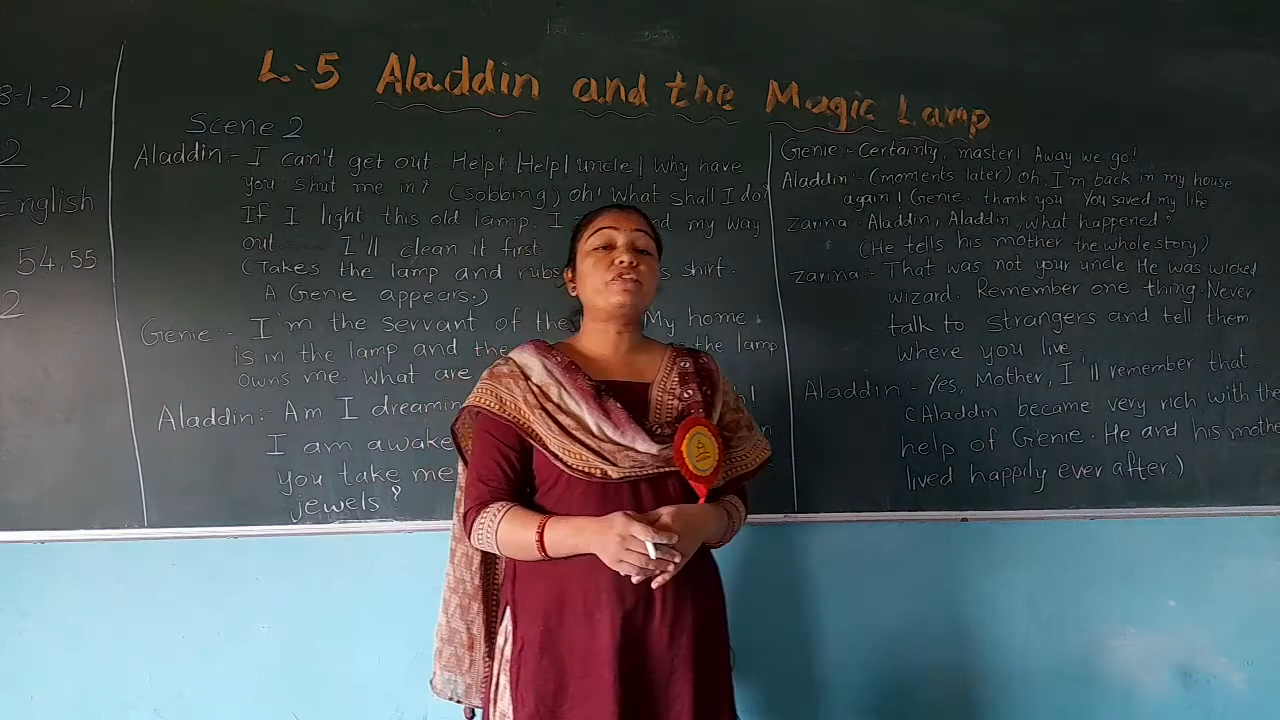 8-1-21
2
English
54,55
2
L-5 Aladdin and the Magic Lamp
Scene 2
Aladdin:- I can't get out. Help! Help! uncle! Why have
you shut me in? (Sobbing) Oh! What shall I do?
If I light this old lamp, I my way
out..... I'll clean it first.
(Takes the lamp and rubs shirt.
A Genie appears.)
Genie :- I'm the servant of the My home
is in the lamp and the the lamp
owns me. What are
Aladdin:- Am I
I am awake
you take me
jewels?
Genie :- Certainly, master! Away we go!
Aladdin :- (moments later) Oh, I'm back in my house
again! Genie. thank you. You saved my life
Zarina :- Aladdin, Aladdin, what happened?
(He tells his mother the whole story)
Zarina :- That was not your uncle He was wicked
wizard. Remember one thing. Never
talk to strangers and tell them
where you live.
Aladdin :- Yes, Mother, I'll remember that.
(Aladdin became very rich with the
help of Genie. He and his
lived happily ever after.)